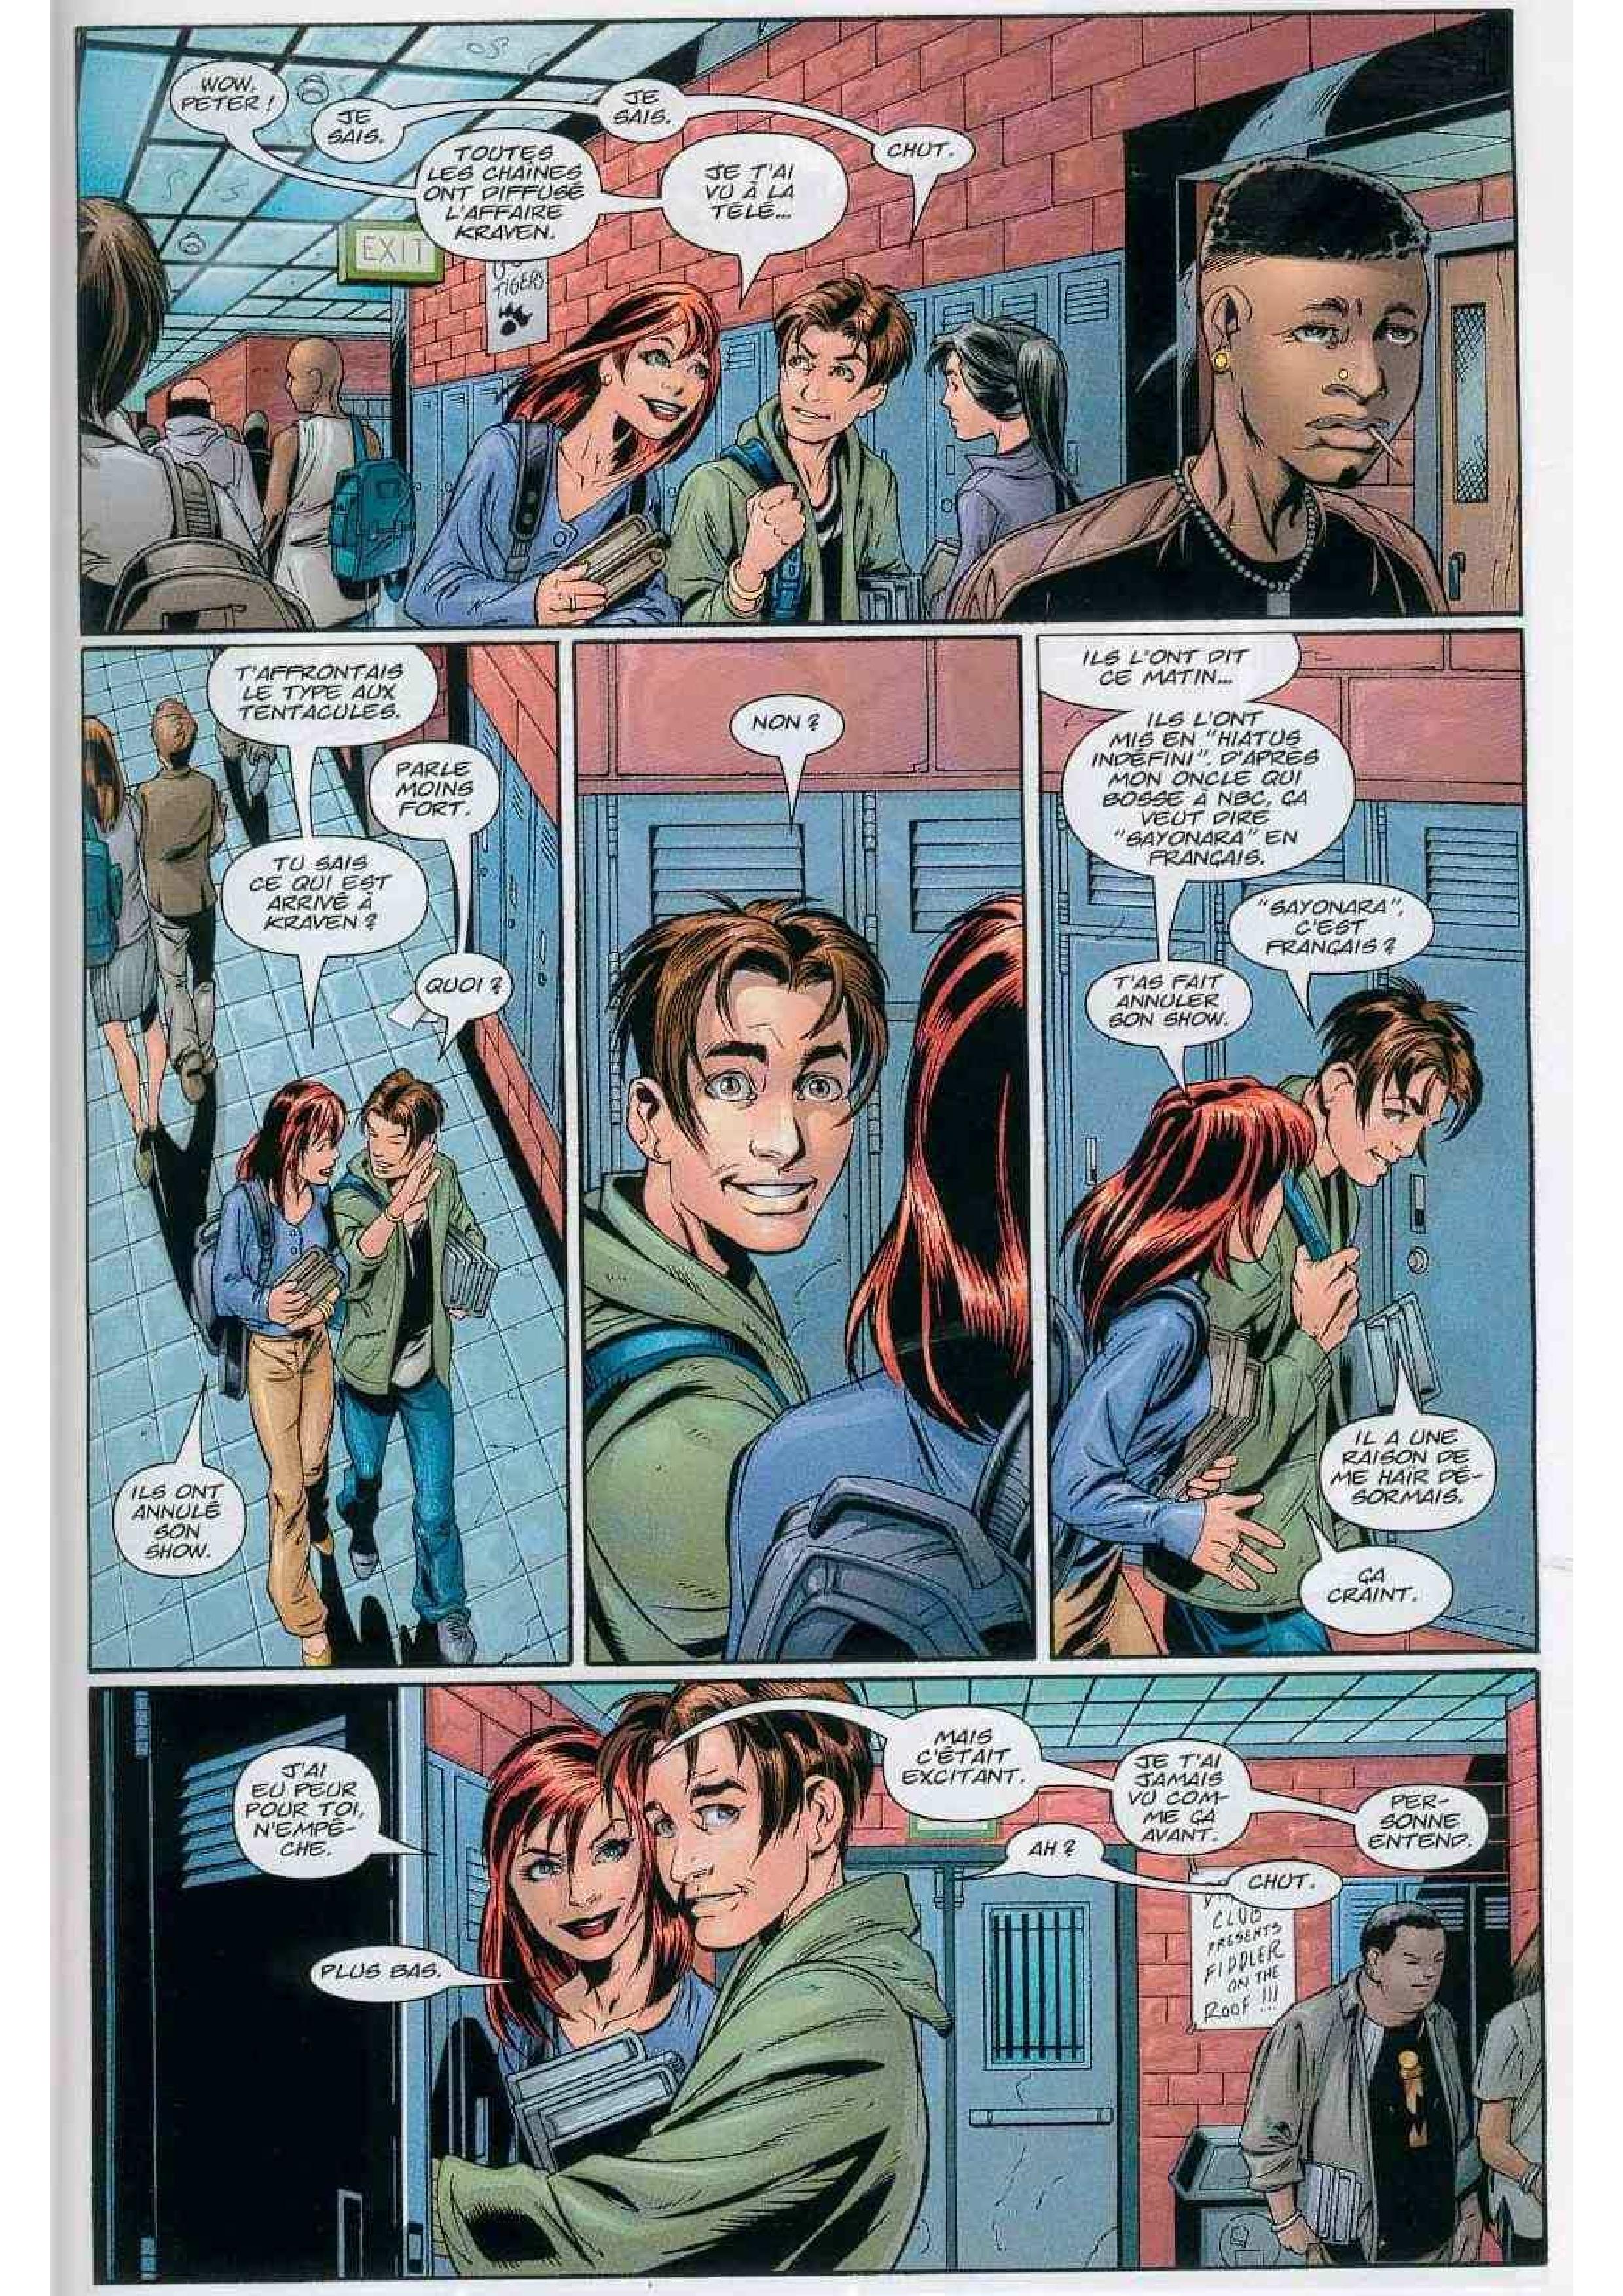 WOW,
PETER !
JE
SAIS.
TOUTES
LES CHAÎNES
ONT DIFFUSÉ
L'AFFAIRE
KRAVEN.
JE
SAIS.
JE T'AI
VU À LA
TÉLÉ...
CHUT.
EXIT
TIGERS
T'AFFRONTAIS
LE TYPE AUX
TENTACULES.
PARLE
MOINS
FORT.
TU SAIS
CE QUI EST
ARRIVÉ À
KRAVEN ?
QUOI ?
ILS ONT
ANNULÉ
SON
SHOW.
NON ?
ILS L'ONT DIT
CE MATIN...
ILS L'ONT
MIS EN "HIATUS
INDÉFINI". D'APRÈS
MON ONCLE QUI
BOSSE À NBC, ÇA
VEUT DIRE
"SAYONARA" EN
FRANÇAIS.
"SAYONARA",
C'EST
FRANÇAIS ?
T'AS FAIT
ANNULER
SON SHOW.
IL A UNE
RAISON DE
ME HAÏR DÉ-
SORMAIS.
ÇA
CRAINT.
J'AI
EU PEUR
POUR TOI,
N'EMPÊ-
CHE.
MAIS
C'ÉTAIT
EXCITANT.
JE T'AI
JAMAIS
VU COM-
ME ÇA
AVANT.
PER-
SONNE
ENTEND.
AH ?
CHUT.
PLUS BAS.
CLUB
PRESENTS
FIDDLER
ON THE
ROOF !!!